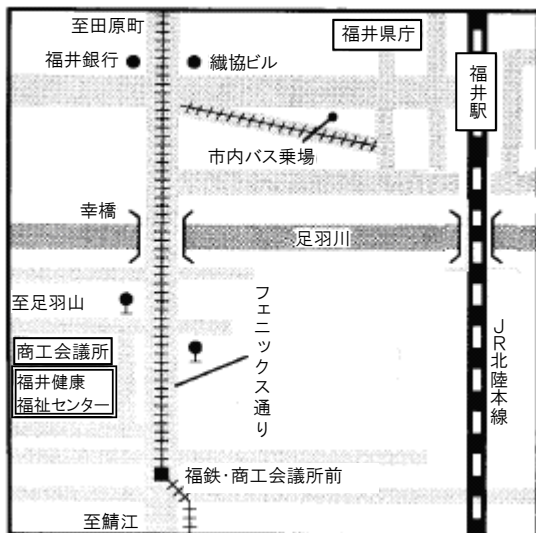 至田原町
福井県庁
福井銀行
織協ビル
福井駅
市内バス乗場
幸橋
足羽川
至足羽山
フェニックス通り
JR北陸本線
商工会議所
福井健康
福祉センター
福鉄・商工会議所前
至鯖江